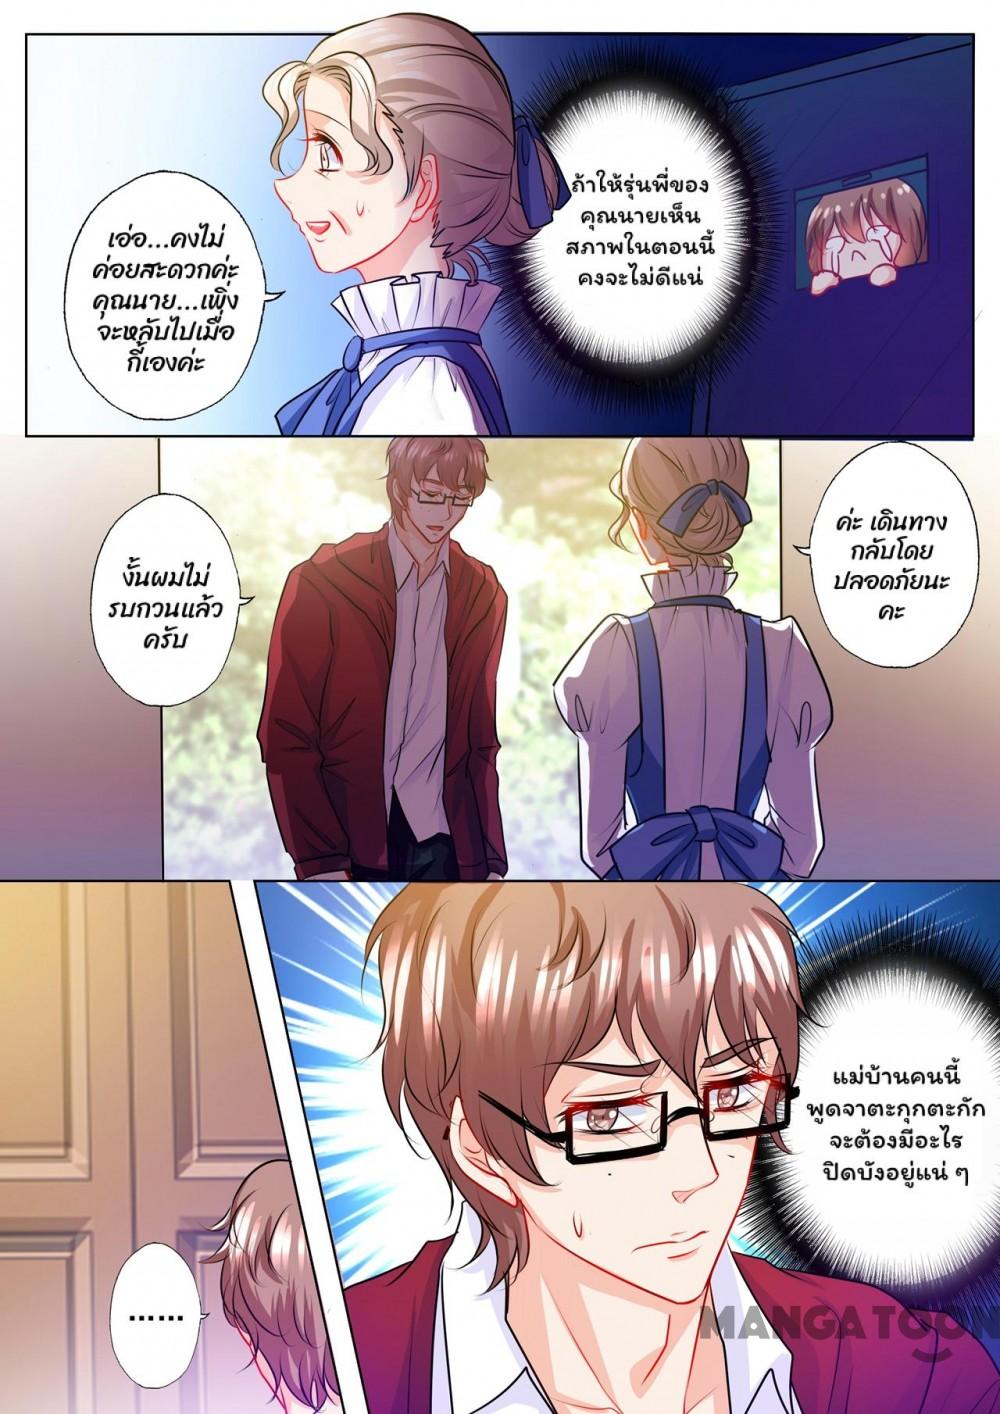 เอ่อ...คงไม่
ค่อยสะดวกค่ะ
คุณนาย...เพิ่ง
จะหลับไปเมื่อ
กี้เองค่ะ
ถ้าให้รุ่นพี่ของ
คุณนายเห็น
สภาพในตอนนี้
คงจะไม่ดีแน่
งั้นผมไม่
รบกวนแล้ว
ครับ
ค่ะ เดินทาง
กลับโดย
ปลอดภัยนะ
คะ
......
แม่บ้านคนนี้
พูดจาตะกุกตะกัก
จะต้องมีอะไร
ปิดบังอยู่แน่ ๆ
MANGATOON